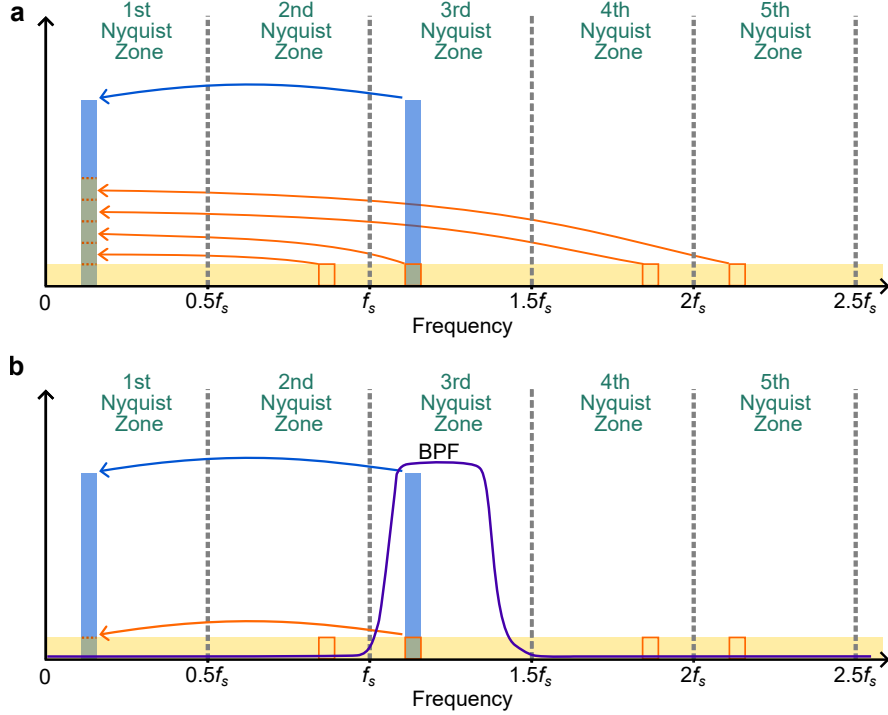 a
1st
Nyquist
Zone
2nd
Nyquist
Zone
3rd
Nyquist
Zone
4th
Nyquist
Zone
5th
Nyquist
Zone
0
0.5fs
fs
1.5fs
2fs
2.5fs
Frequency
b
1st
Nyquist
Zone
2nd
Nyquist
Zone
3rd
Nyquist
Zone
4th
Nyquist
Zone
5th
Nyquist
Zone
BPF
0
0.5fs
fs
1.5fs
2fs
2.5fs
Frequency